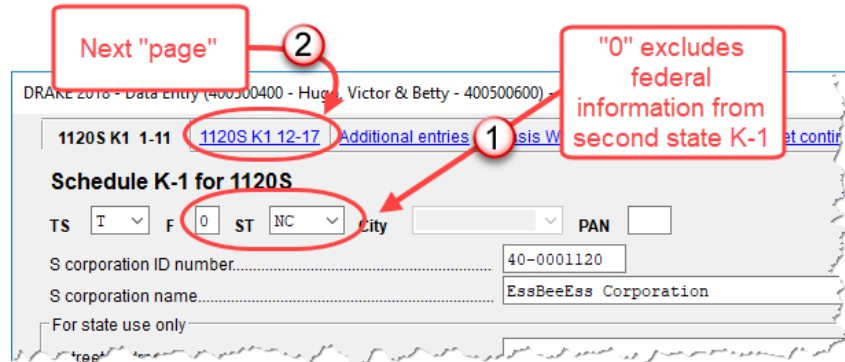 Next "page"
2
"0" excludes
federal
information from
second state K-1
DRAKE 2018 - Data Entry (400500400 - Hugo, Victor & Betty - 400500600) -
1120S K1 1-11 1120S K1 12-17 Additional entries
1
Schedule K-1 for 1120S
TS T F 0 ST NC City PAN
S corporation ID number 40-0001120
S corporation name EssBeeEss Corporation
For state use only